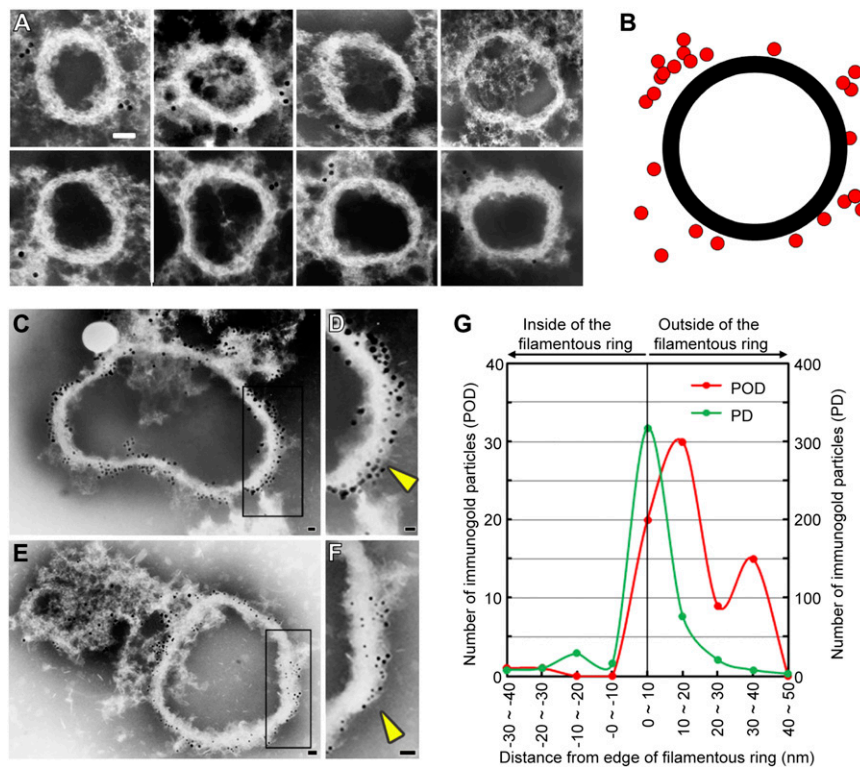 A
B
C
D
E
F
G
Inside of the
filamentous ring
Outside of the
filamentous ring
40
30
20
10
0
Number of immunogold particles (POD)
POD
PD
400
300
200
100
0
Number of immunogold particles (PD)
-30 ~ -40
-20 ~ -30
-10 ~ -20
-0 ~ -10
0 ~ 10
10 ~ 20
20 ~ 30
30 ~ 40
40 ~ 50
Distance from edge of filamentous ring (nm)